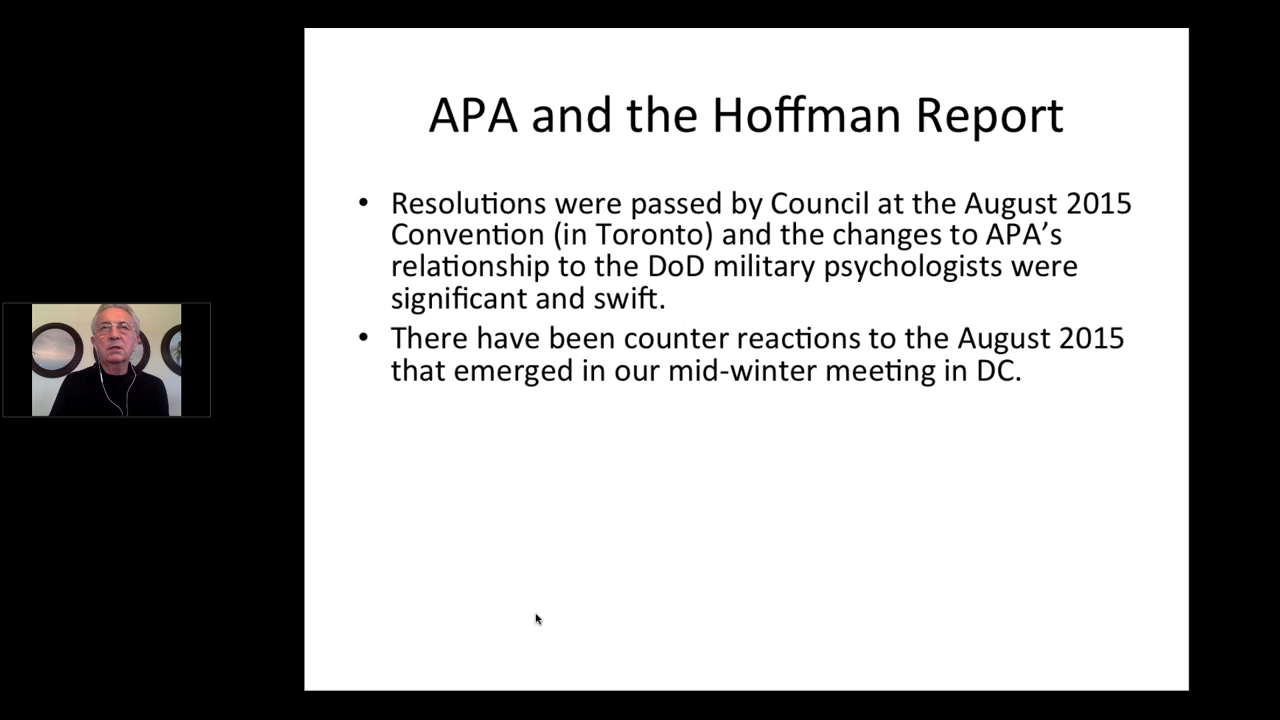 APA and the Hoffman Report
• Resolutions were passed by Council at the August 2015
Convention (in Toronto) and the changes to APA’s
relationship to the DoD military psychologists were
significant and swift.
• There have been counter reactions to the August 2015
that emerged in our mid-winter meeting in DC.